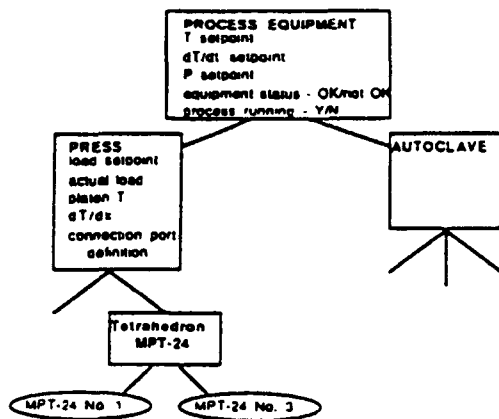 PROCESS EQUIPMENT
T setpoint
dT/dt setpoint
P setpoint
equipment status - OK/not OK
process running - Y/N
PRESS
load setpoint
actual load
platen T
dT/dx
connection port
definition
AUTOCLAVE
Tetrahedron
MPT-24
MPT-24 No. 1
MPT-24 No. 3